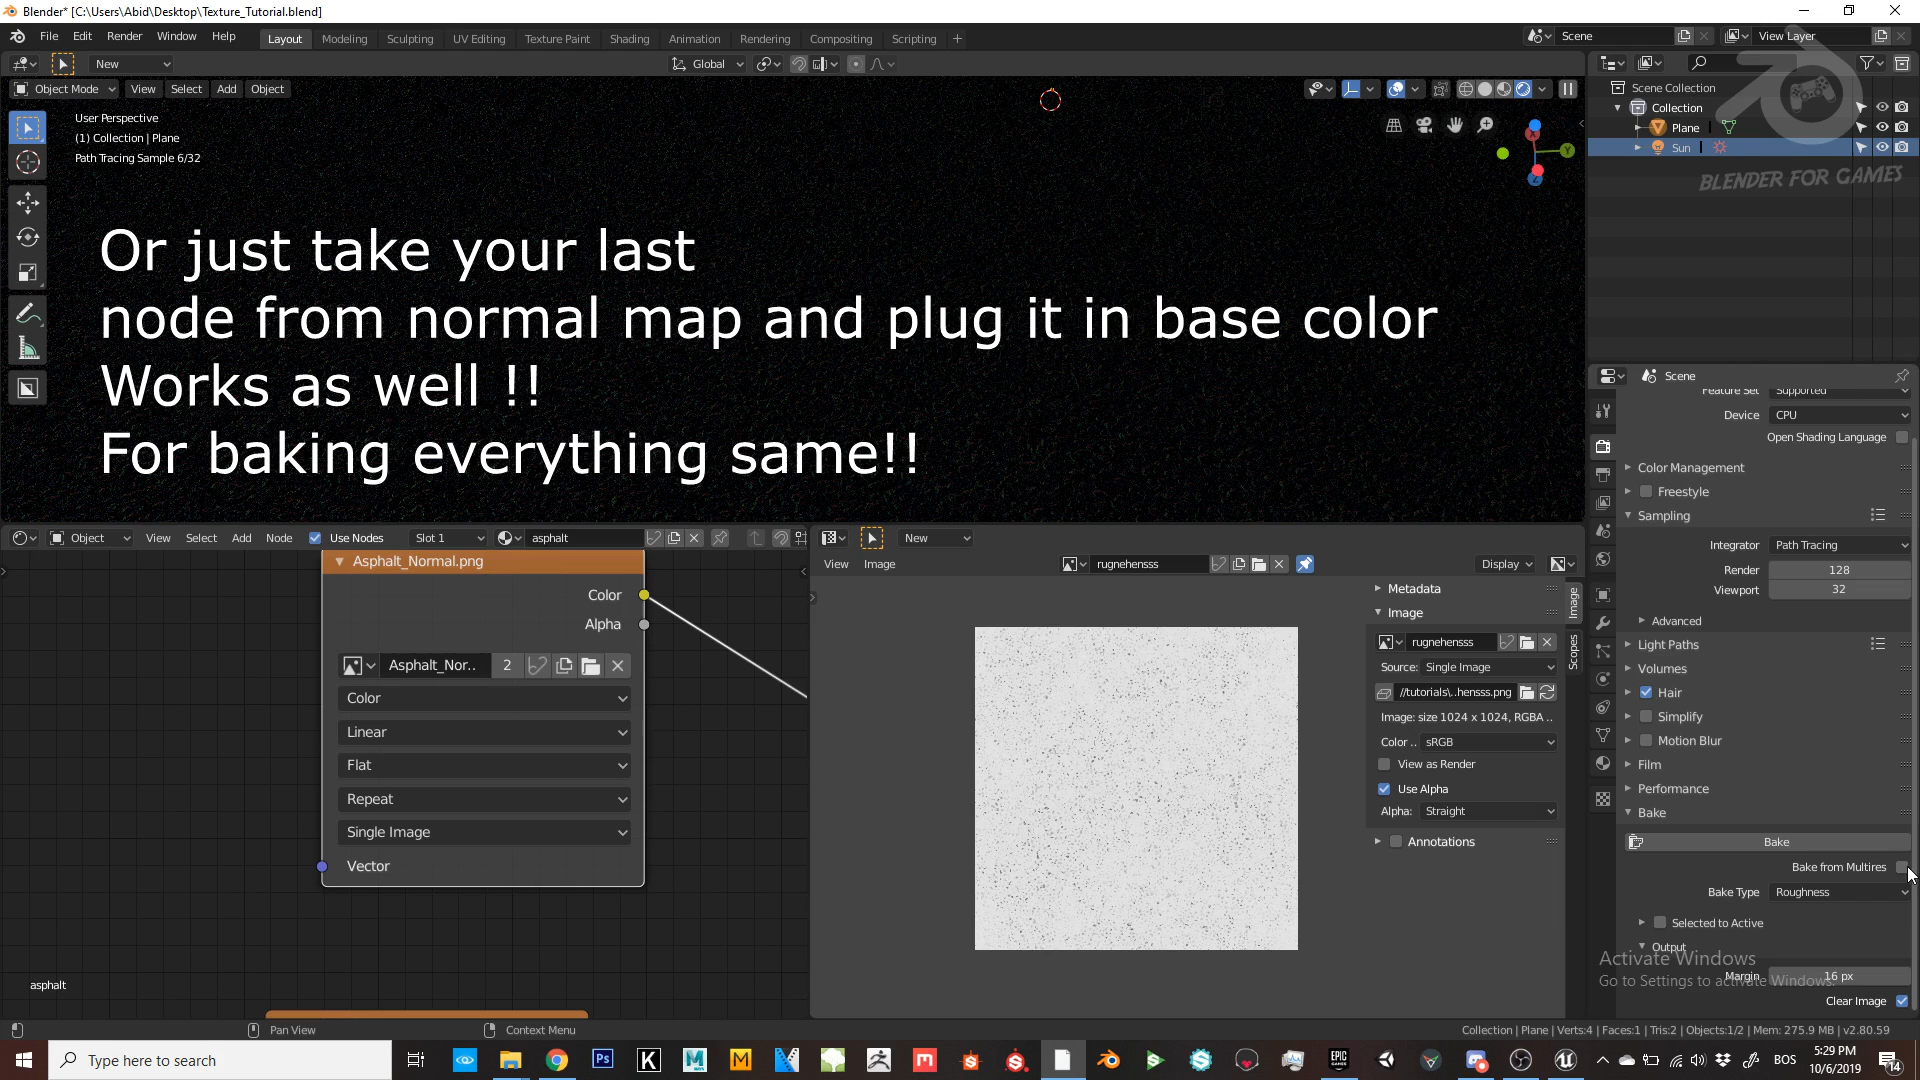 Blender* [C:\Users\Abid\Desktop\Texture_Tutorial.blend]
File Edit Render Window Help Layout Modeling Sculpting UV Editing Texture Paint Shading Animation Rendering Compositing Scripting + Scene View Layer
New Global
Object Mode View Select Add Object
User Perspective
(1) Collection | Plane
Path Tracing Sample 6/32
Or just take your last
node from normal map and plug it in base color
Works as well !!
For baking everything same!!
Scene Collection
Collection
Plane
Sun
BLENDER FOR GAMES
Scene
Feature Set Supported
Device CPU
Open Shading Language
Color Management
Freestyle
Sampling
Integrator Path Tracing
Render 128
Viewport 32
Advanced
Light Paths
Volumes
Hair
Simplify
Motion Blur
Film
Performance
Bake
Bake
Bake from Multires
Bake Type Roughness
Selected to Active
Output
Margin 16 px
Clear Image
Activate Windows
Go to Settings to activate Windows.
Object View Select Add Node Use Nodes Slot 1 asphalt
Asphalt_Normal.png
Color
Alpha
Asphalt_Nor.. 2
Color
Linear
Flat
Repeat
Single Image
Vector
asphalt
New
View Image rugnehensss Display
Metadata
Image
rugnehensss
Source: Single Image
//tutorials\..hensss.png
Image: size 1024 x 1024, RGBA ..
Color .. sRGB
View as Render
Use Alpha
Alpha: Straight
Annotations
Image
Scopes
Pan View Context Menu Collection | Plane | Verts:4 | Faces:1 | Tris:2 | Objects:1/2 | Mem: 275.9 MB | v2.80.59
Type here to search
BOS
5:29 PM
10/6/2019
14